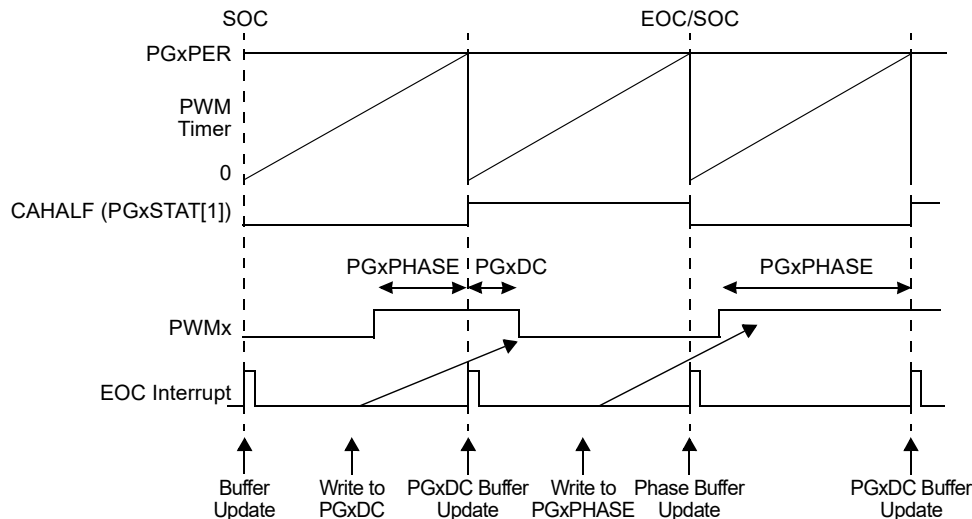 SOC
EOC/SOC
PGxPER
PWM
Timer
0
CAHALF (PGxSTAT[1])
PGxPHASE
PGxDC
PGxPHASE
PWMx
EOC Interrupt
Buffer
Update
Write to
PGxDC
PGxDC Buffer
Update
Write to
PGxPHASE
Phase Buffer
Update
PGxDC Buffer
Update